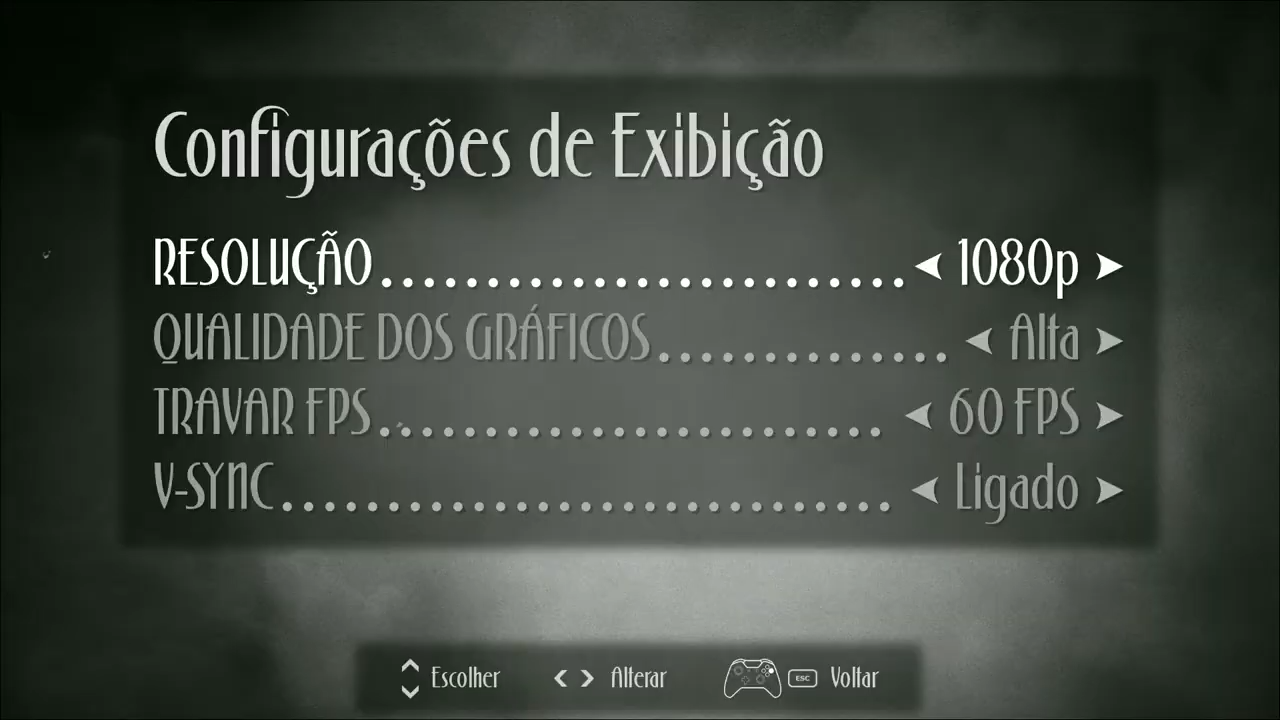 Configurações de Exibição
RESOLUÇÃO........................ ◄ 1080p ►
QUALIDADE DOS GRÁFICOS.............. ◄ Alta ►
TRAVAR FPS........................ ◄ 60 FPS ►
V-SYNC............................. ◄ Ligado ►
Escolher < > Alterar ESC Voltar